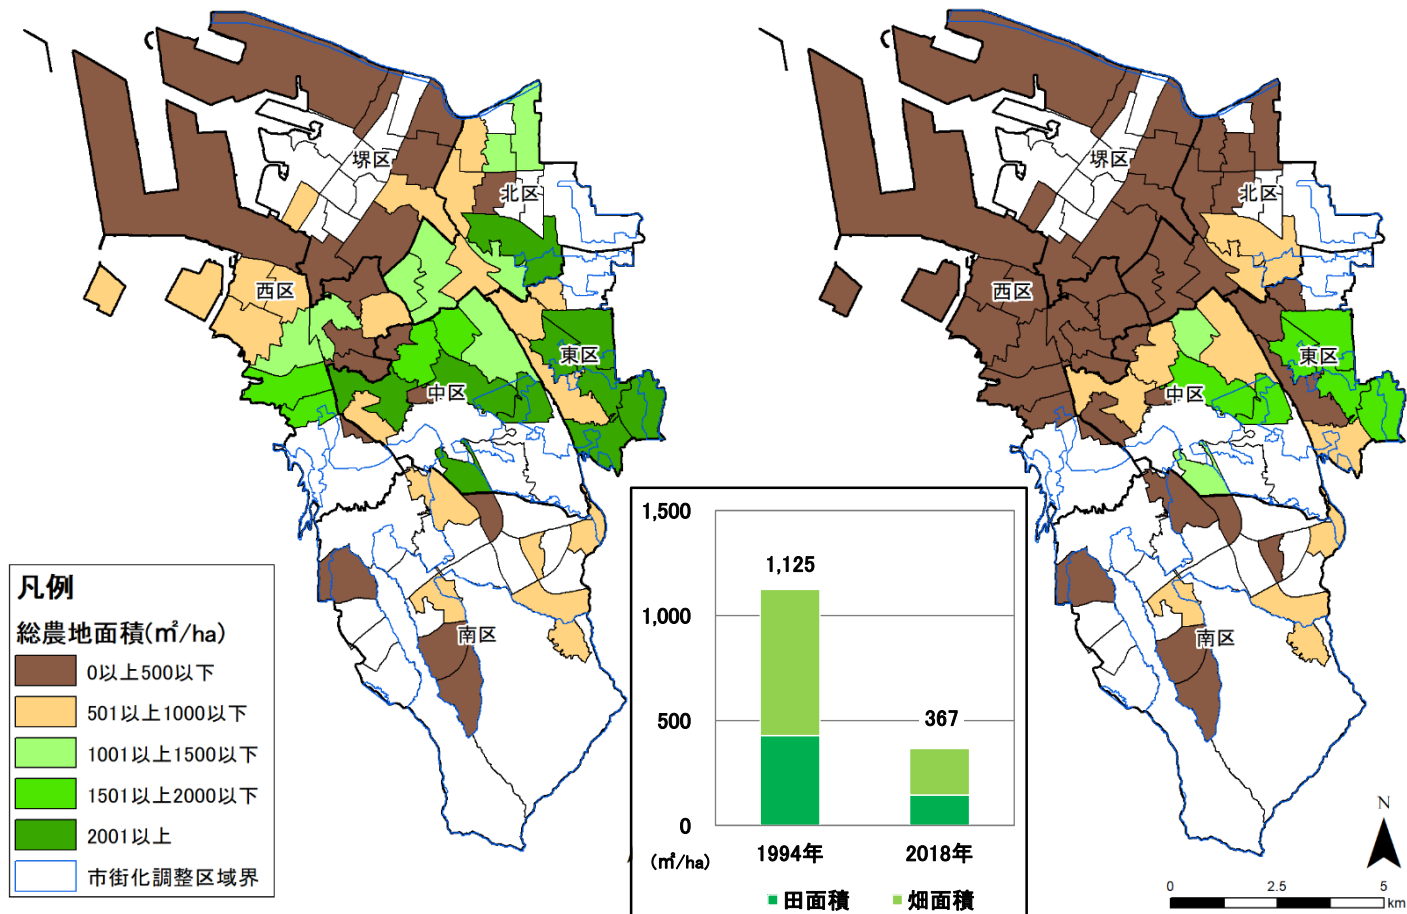 堺区
北区
西区
東区
中区
南区
堺区
北区
西区
東区
中区
南区
凡例
総農地面積(㎡/ha)
0以上500以下
501以上1000以下
1001以上1500以下
1501以上2000以下
2001以上
市街化調整区域界
1,500
1,000
500
0
(㎡/ha)
1,125
367
1994年
2018年
田面積
畑面積
N
0
2.5
5
km